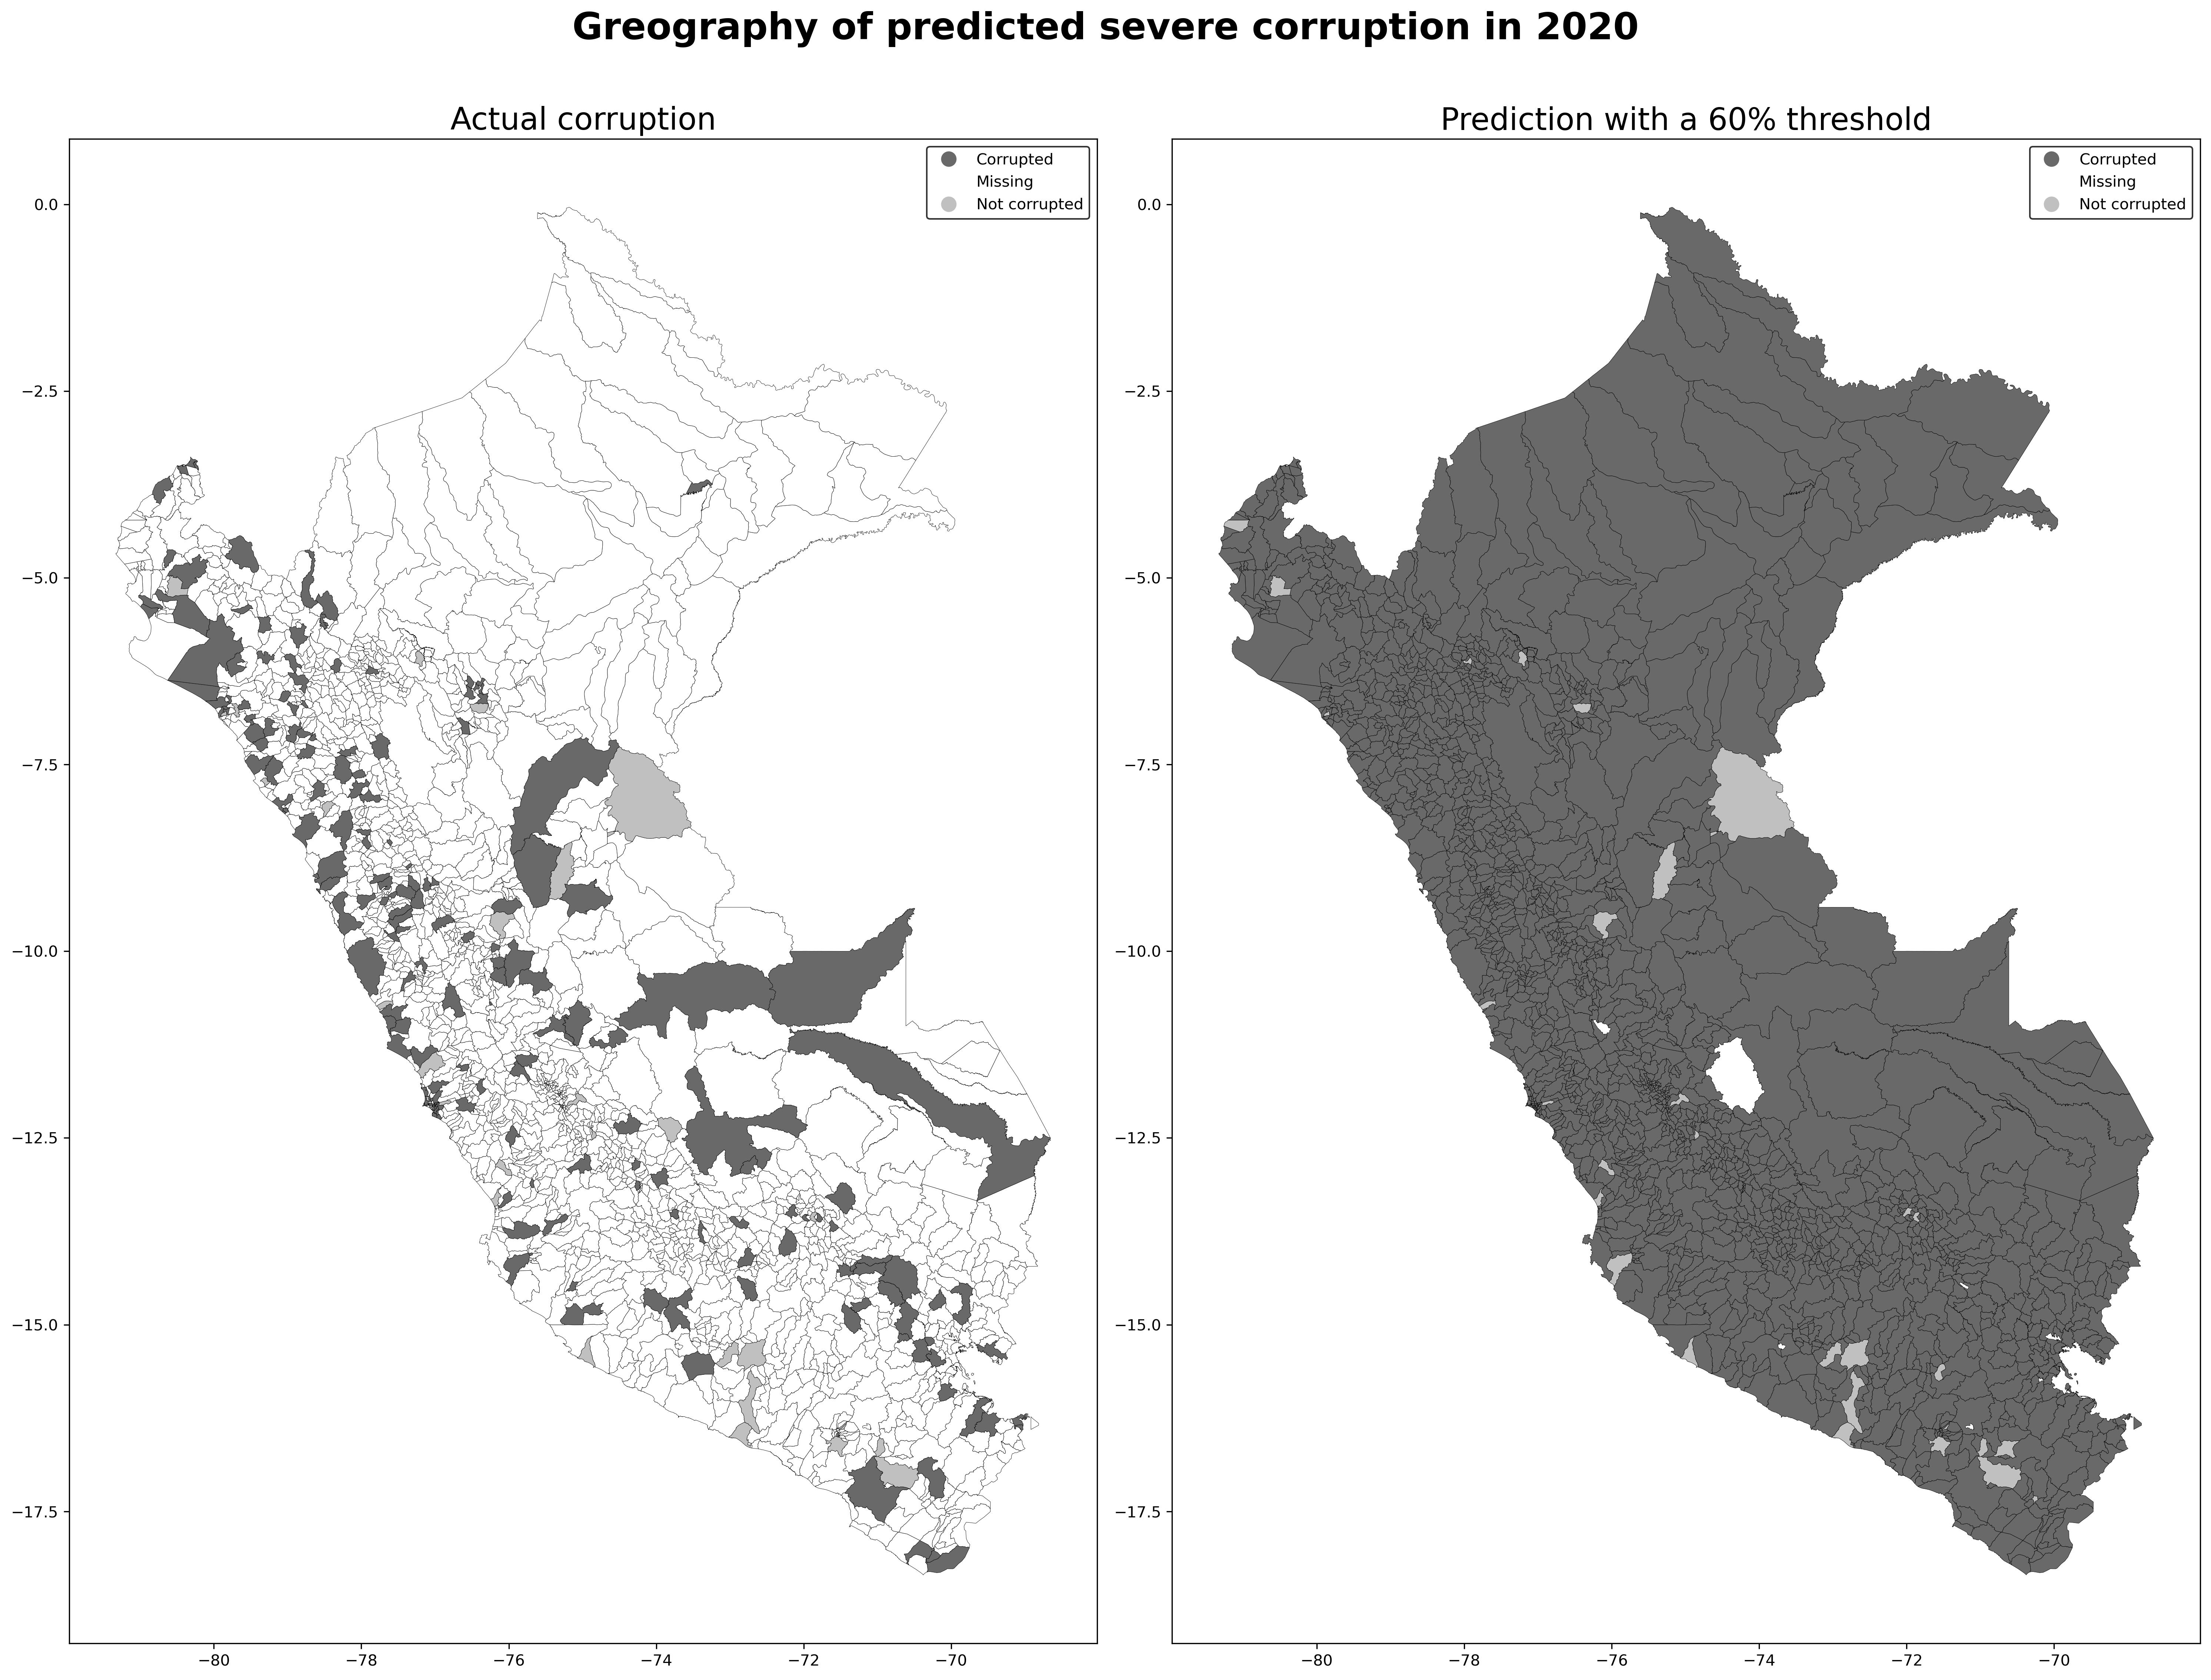 Greography of predicted severe corruption in 2020
Actual corruption
Corrupted
Missing
Not corrupted
0.0
−2.5
−5.0
−7.5
−10.0
−12.5
−15.0
−17.5
−80 −78 −76 −74 −72 −70
Prediction with a 60% threshold
Corrupted
Missing
Not corrupted
0.0
−2.5
−5.0
−7.5
−10.0
−12.5
−15.0
−17.5
−80 −78 −76 −74 −72 −70